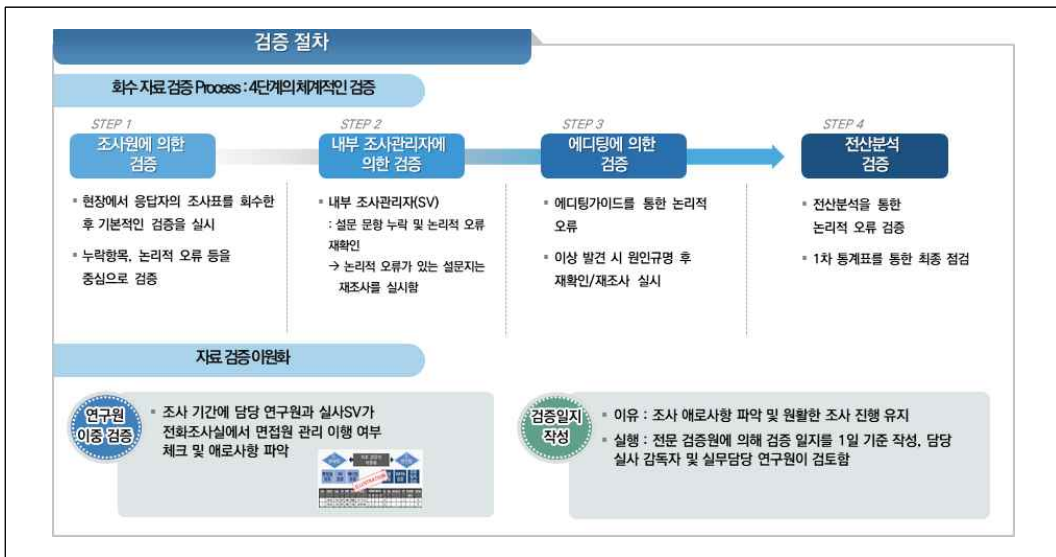 검증 절차
회수 자료 검증 Process : 4단계의 체계적인 검증
STEP 1
조사원에 의한
검증
▪ 현장에서 응답자의 조사표를 회수한
후 기본적인 검증을 실시
▪ 누락항목, 논리적 오류 등을
중심으로 검증
STEP 2
내부 조사관리자에
의한 검증
▪ 내부 조사관리자(SV)
: 설문 문항 누락 및 논리적 오류
재확인
→ 논리적 오류가 있는 설문지는
재조사를 실시함
STEP 3
에디팅에 의한
검증
▪ 에디팅가이드를 통한 논리적
오류
▪ 이상 발견 시 원인규명 후
재확인/재조사 실시
STEP 4
전산분석
검증
▪ 전산분석을 통한
논리적 오류 검증
▪ 1차 통계표를 통한 최종 점검
자료 검증 이원화
연구원
이중 검증
▪ 조사 기간에 담당 연구원과 실사SV가
전화조사실에서 면접원 관리 이행 여부
체크 및 애로사항 파악
ILLUSTRATION
검증일지
작성
▪ 이유 : 조사 애로사항 파악 및 원활한 조사 진행 유지
▪ 실행 : 전문 검증원에 의해 검증 일지를 1일 기준 작성, 담당
실사 감독자 및 실무담당 연구원이 검토함